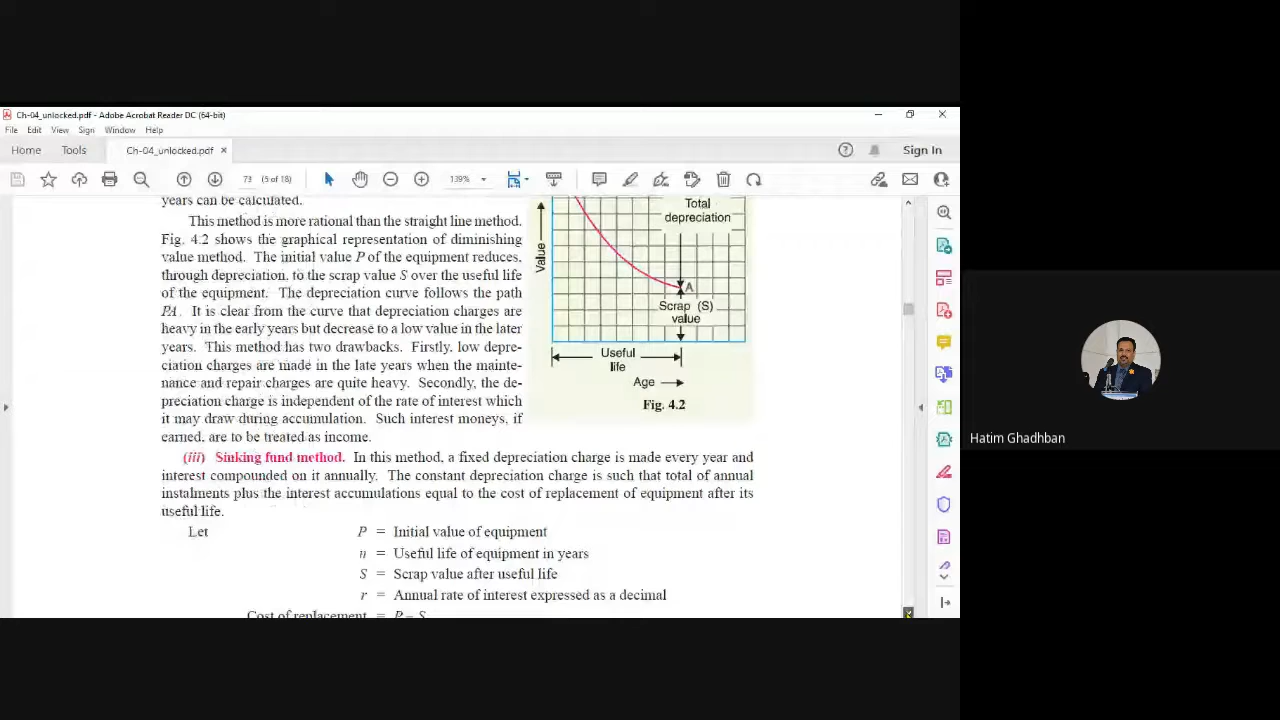 Ch-04_unlocked.pdf - Adobe Acrobat Reader DC (64-bit)
File Edit View Sign Window Help
Home Tools Ch-04_unlocked.pdf × Sign In
73 (5 of 18) 139%
years can be calculated.
This method is more rational than the straight line method.
Fig. 4.2 shows the graphical representation of diminishing
value method. The initial value P of the equipment reduces,
through depreciation, to the scrap value S over the useful life
of the equipment. The depreciation curve follows the path
PA. It is clear from the curve that depreciation charges are
heavy in the early years but decrease to a low value in the later
years. This method has two drawbacks. Firstly, low depre-
ciation charges are made in the late years when the mainte-
nance and repair charges are quite heavy. Secondly, the de-
preciation charge is independent of the rate of interest which
it may draw during accumulation. Such interest moneys, if
earned, are to be treated as income.
Value
Total
depreciation
A
Scrap (S)
value
Useful
life
Age
Fig. 4.2
(iii) Sinking fund method. In this method, a fixed depreciation charge is made every year and
interest compounded on it annually. The constant depreciation charge is such that total of annual
instalments plus the interest accumulations equal to the cost of replacement of equipment after its
useful life.
Let P = Initial value of equipment
n = Useful life of equipment in years
S = Scrap value after useful life
r = Annual rate of interest expressed as a decimal
Cost of replacement = P – S
Hatim Ghadhban